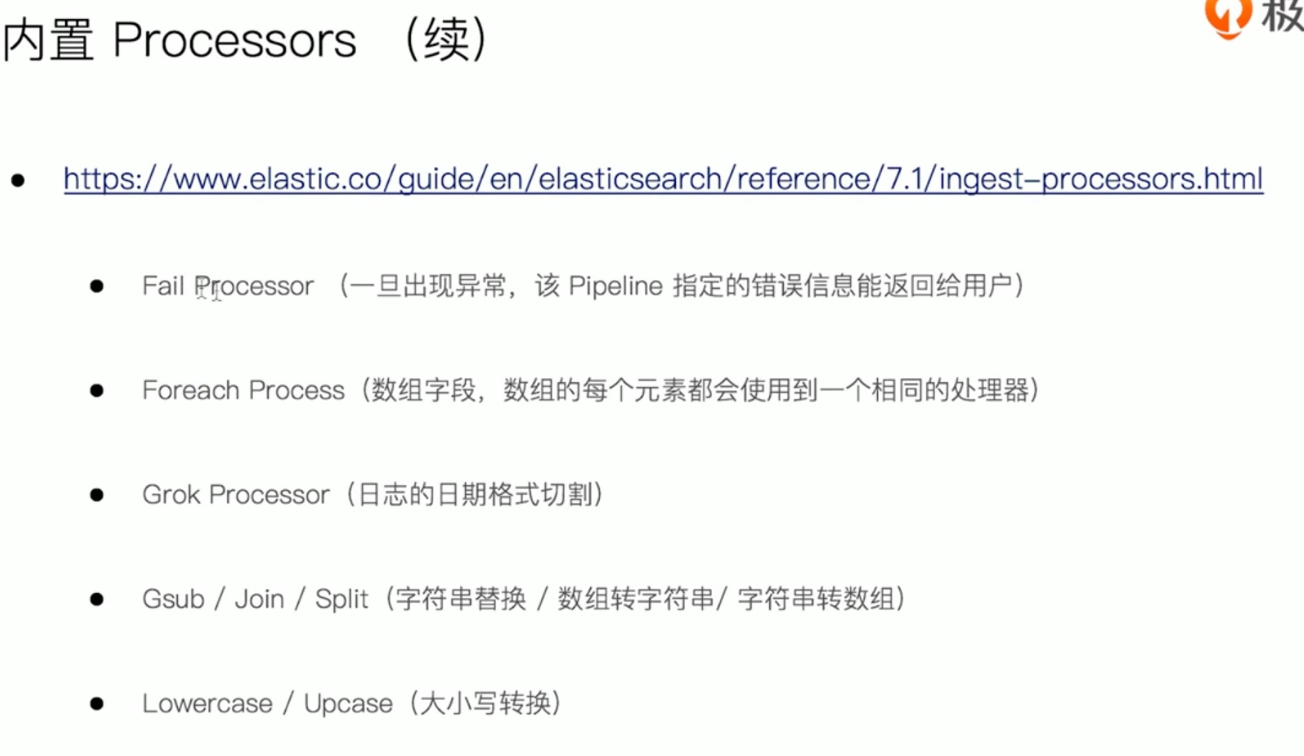 内置 Processors （续）
极
https://www.elastic.co/guide/en/elasticsearch/reference/7.1/ingest-processors.html
Fail Processor （一旦出现异常，该 Pipeline 指定的错误信息能返回给用户）
Foreach Process（数组字段，数组的每个元素都会使用到一个相同的处理器）
Grok Processor（日志的日期格式切割）
Gsub / Join / Split（字符串替换 / 数组转字符串/ 字符串转数组）
Lowercase / Upcase（大小写转换）